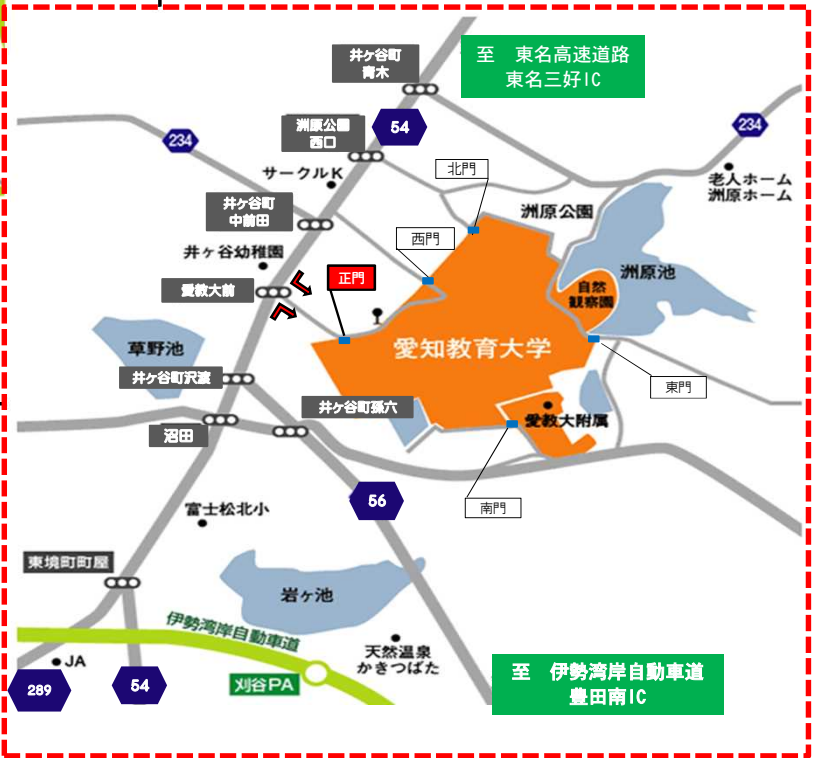 井ヶ谷町
青木
至　東名高速道路
東名三好IC
洲原公園
西口
54
234
234
サークルK
北門
老人ホーム
洲原ホーム
井ヶ谷町
中前田
洲原公園
西門
井ヶ谷幼稚園
正門
洲原池
愛教大前
自然
観察園
草野池
愛知教育大学
井ヶ谷町沢渡
東門
井ヶ谷町孫六
愛教大附属
沼田
56
南門
富士松北小
東境町町屋
岩ヶ池
伊勢湾岸自動車道
天然温泉
かきつばた
JA
至　伊勢湾岸自動車道
豊田南IC
289
54
刈谷PA